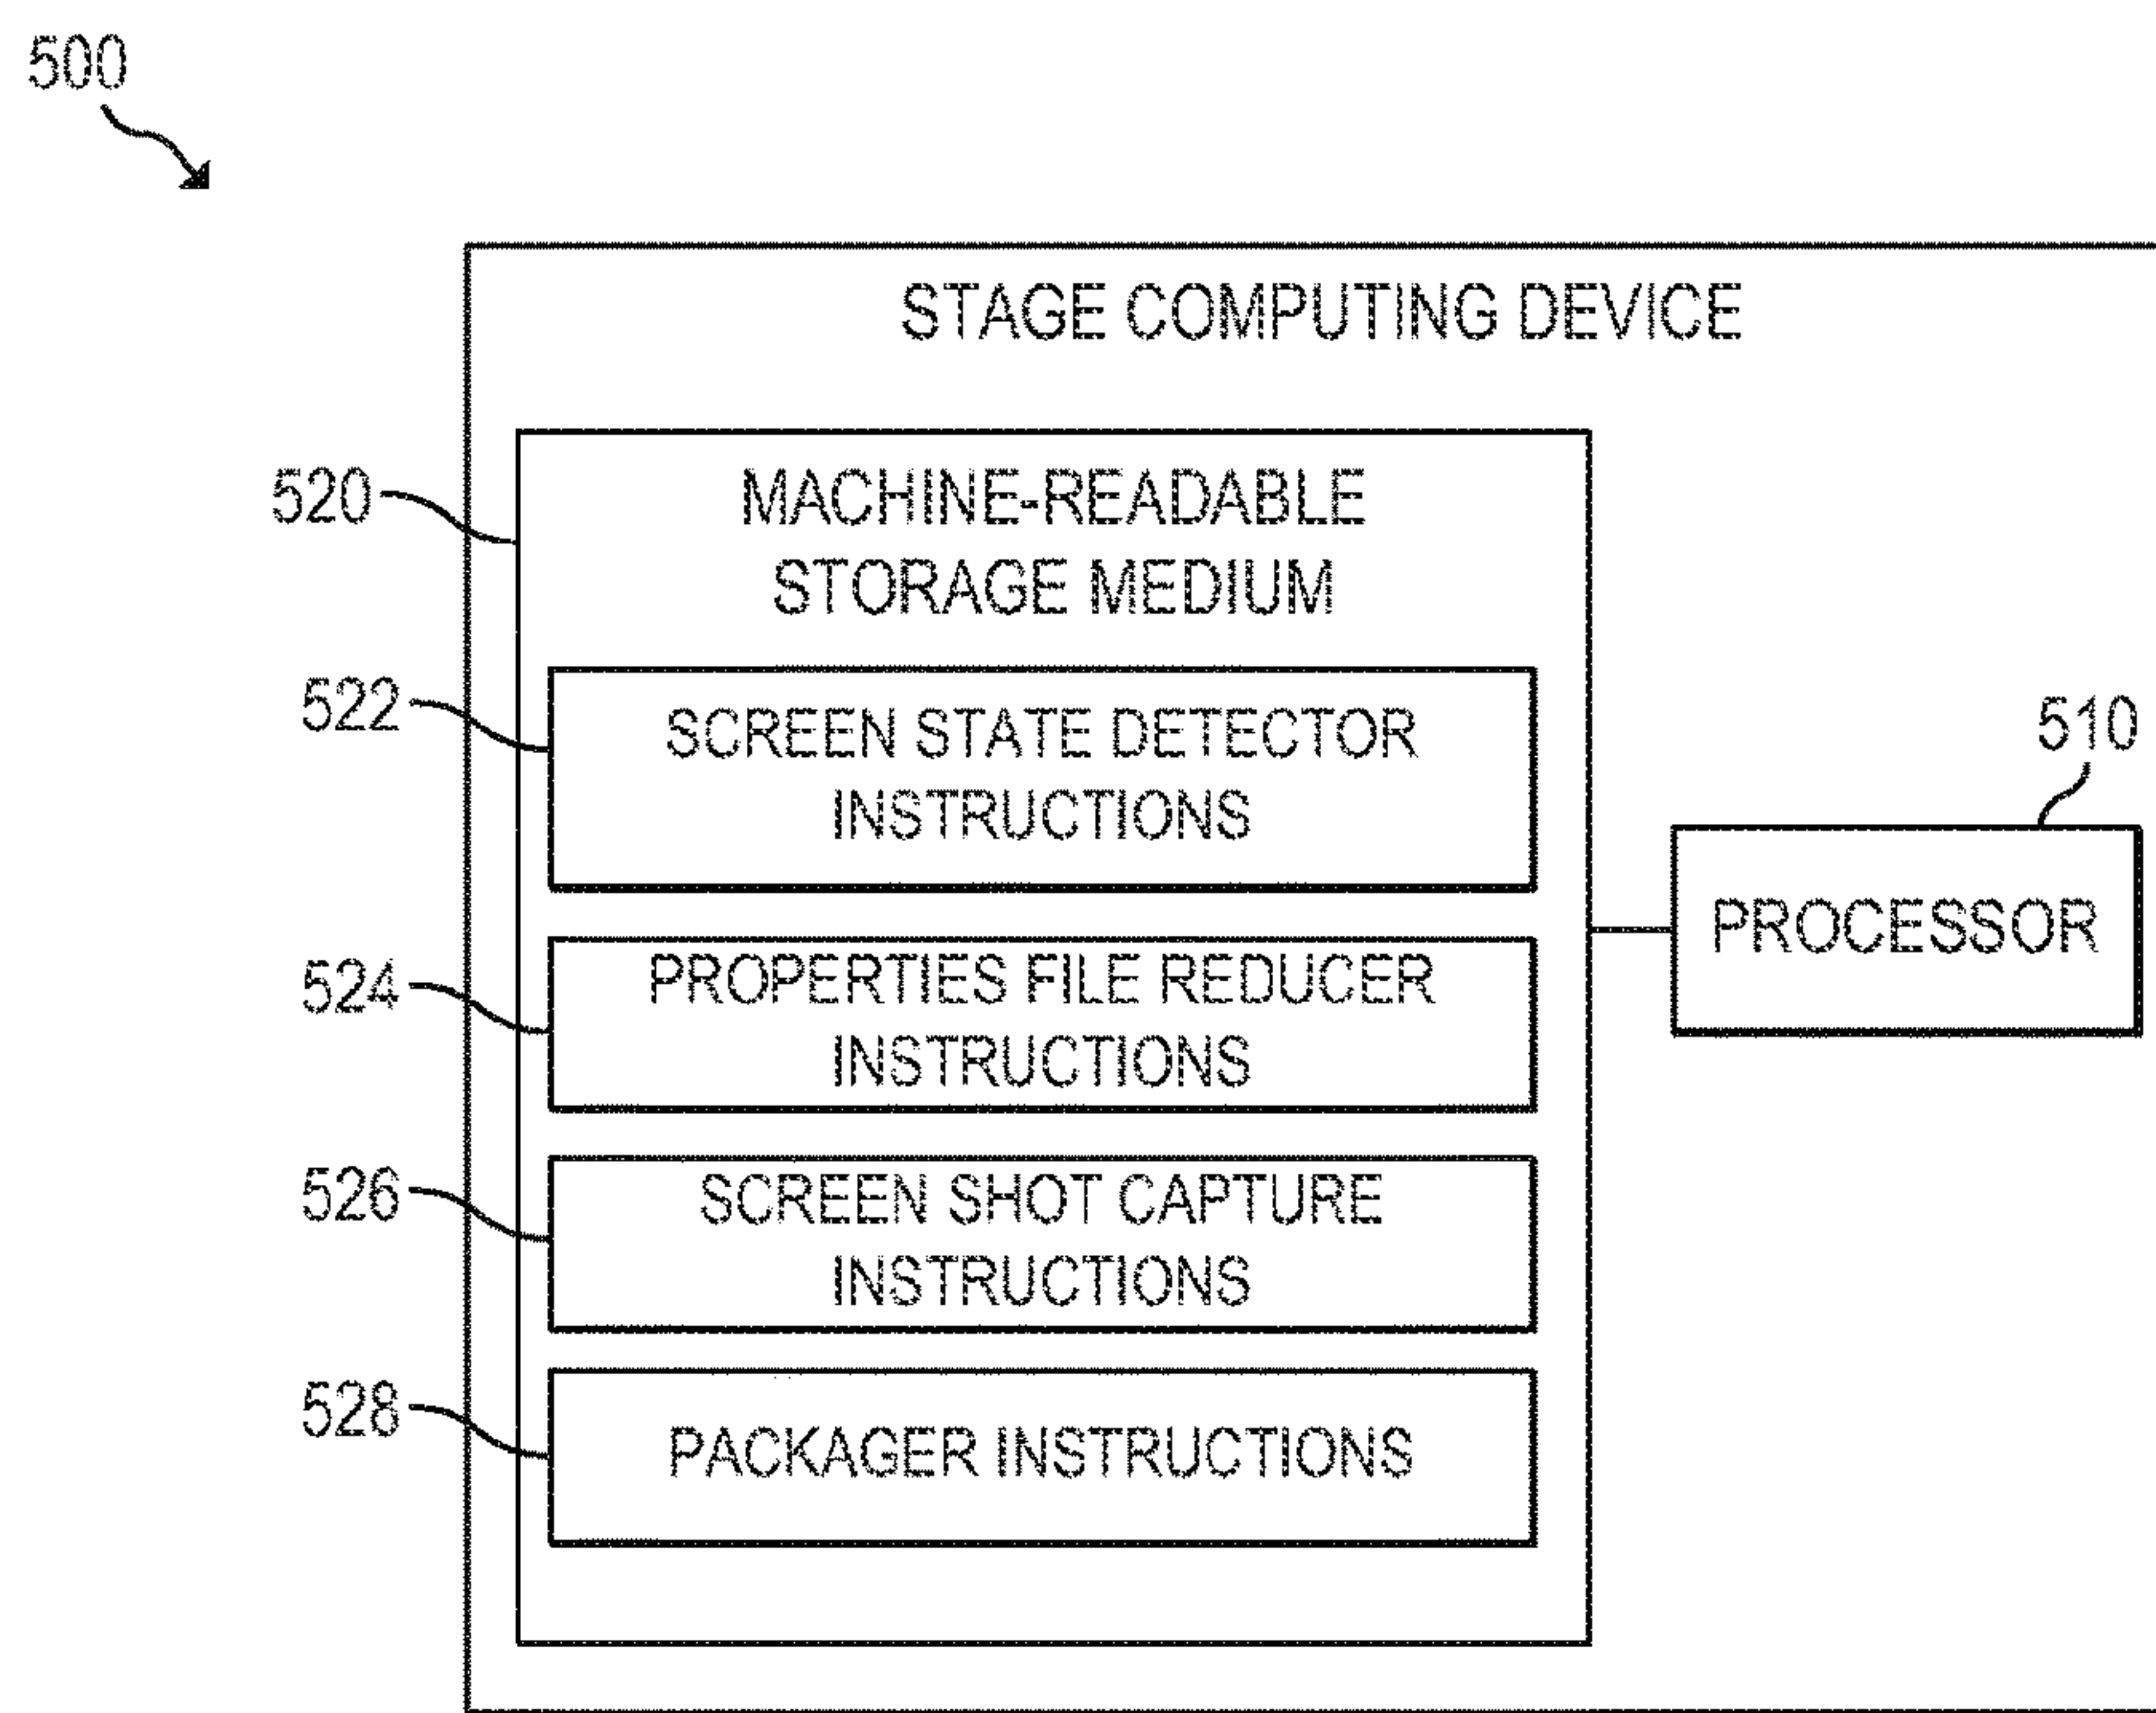 500
STAGE COMPUTING DEVICE
520
MACHINE-READABLE
STORAGE MEDIUM
522
SCREEN STATE DETECTOR
INSTRUCTIONS
510
PROCESSOR
524
PROPERTIES FILE REDUCER
INSTRUCTIONS
526
SCREEN SHOT CAPTURE
INSTRUCTIONS
528
PACKAGER INSTRUCTIONS